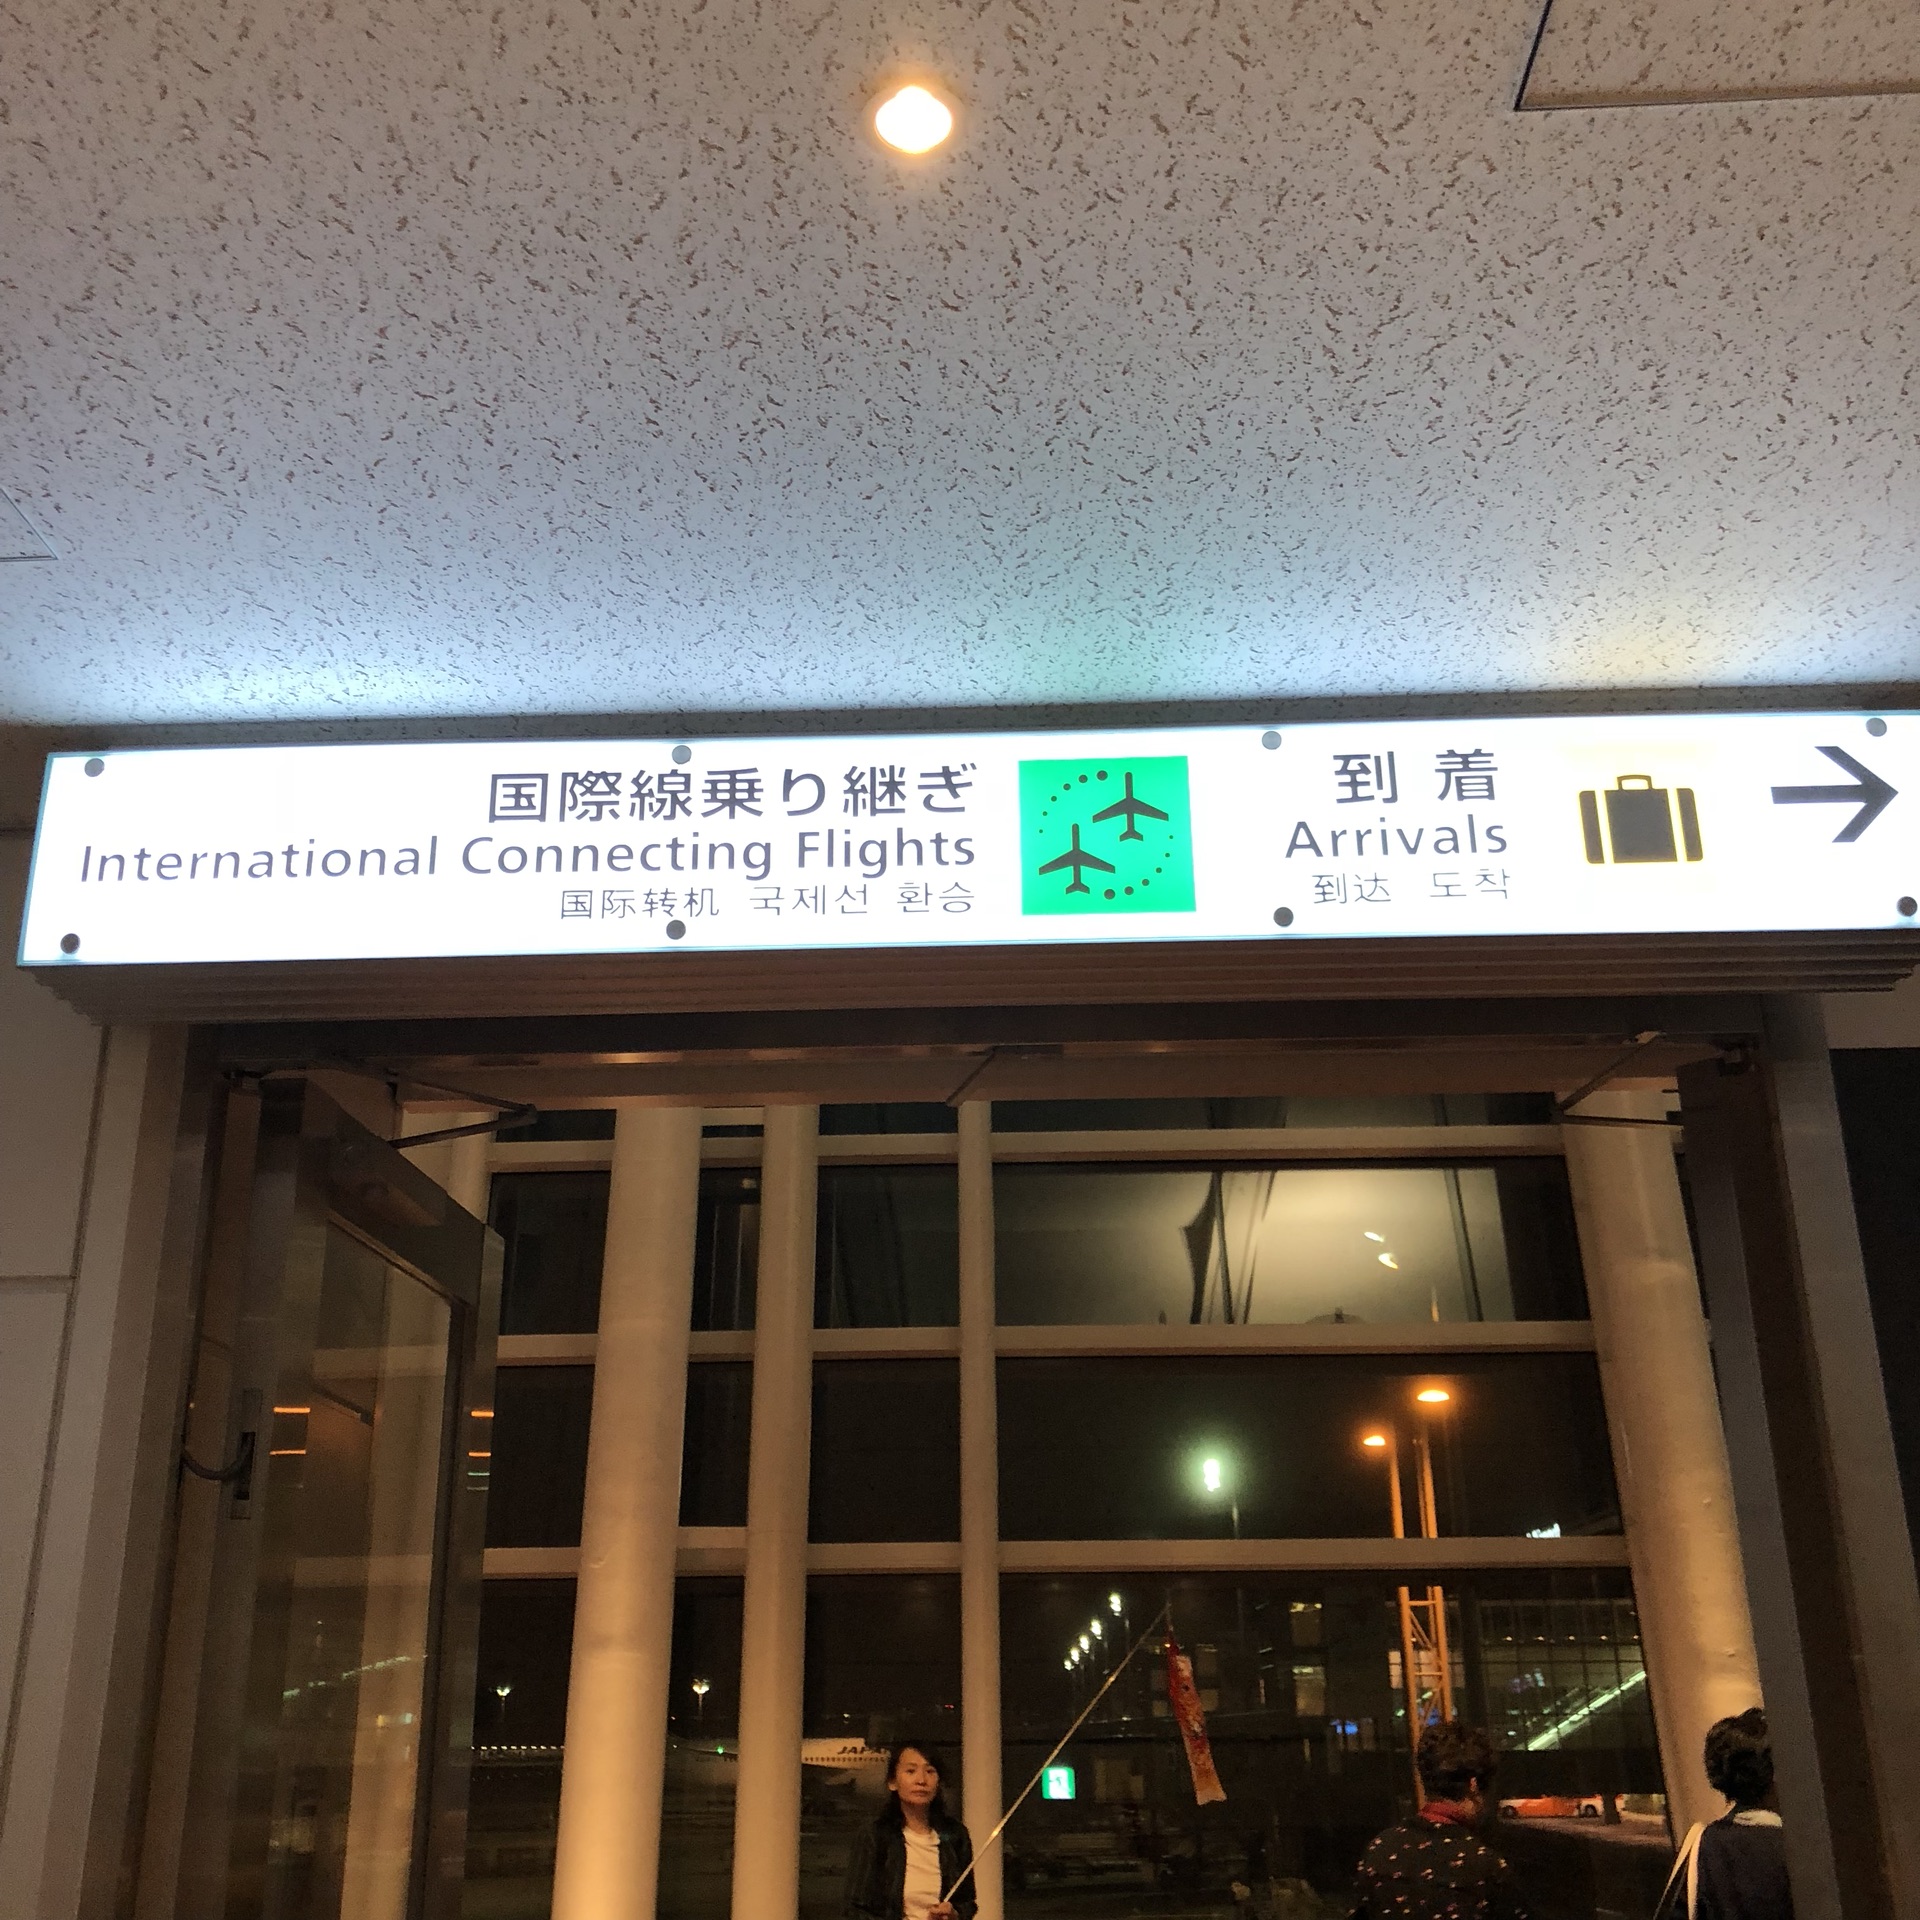 国際線乗り継ぎ
International Connecting Flights
国际转机 국제선 환승
到着
Arrivals
到达 도착
JAPAN